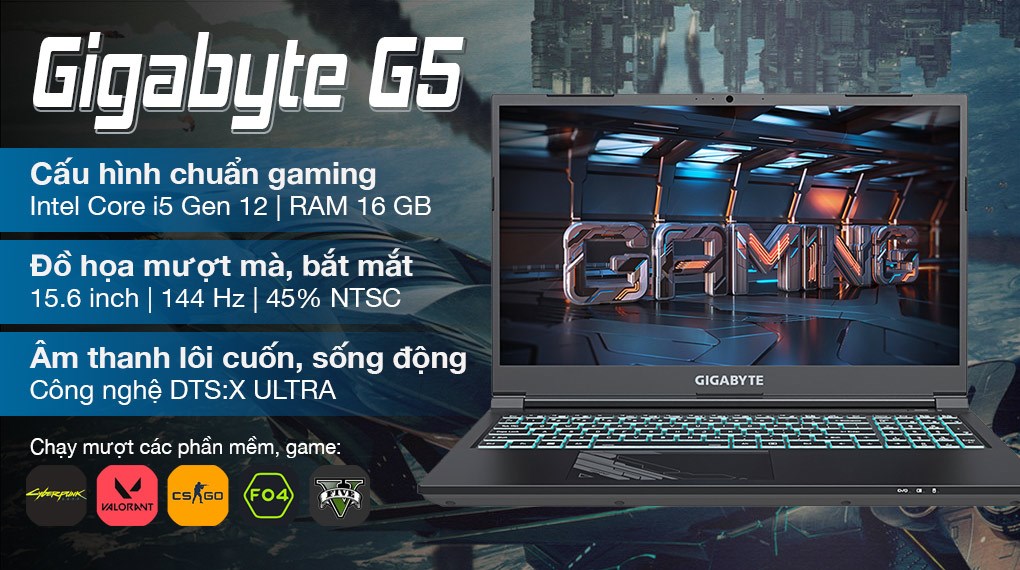 Gigabyte G5
Cấu hình chuẩn gaming
Intel Core i5 Gen 12 | RAM 16 GB
Đồ họa mượt mà, bắt mắt
15.6 inch | 144 Hz | 45% NTSC
Âm thanh lôi cuốn, sống động
Công nghệ DTS:X ULTRA
Chạy mượt các phần mềm, game:
Cyberpunk
VALORANT
CS GO
FO4
V
FIVE
GAMING
GIGABYTE